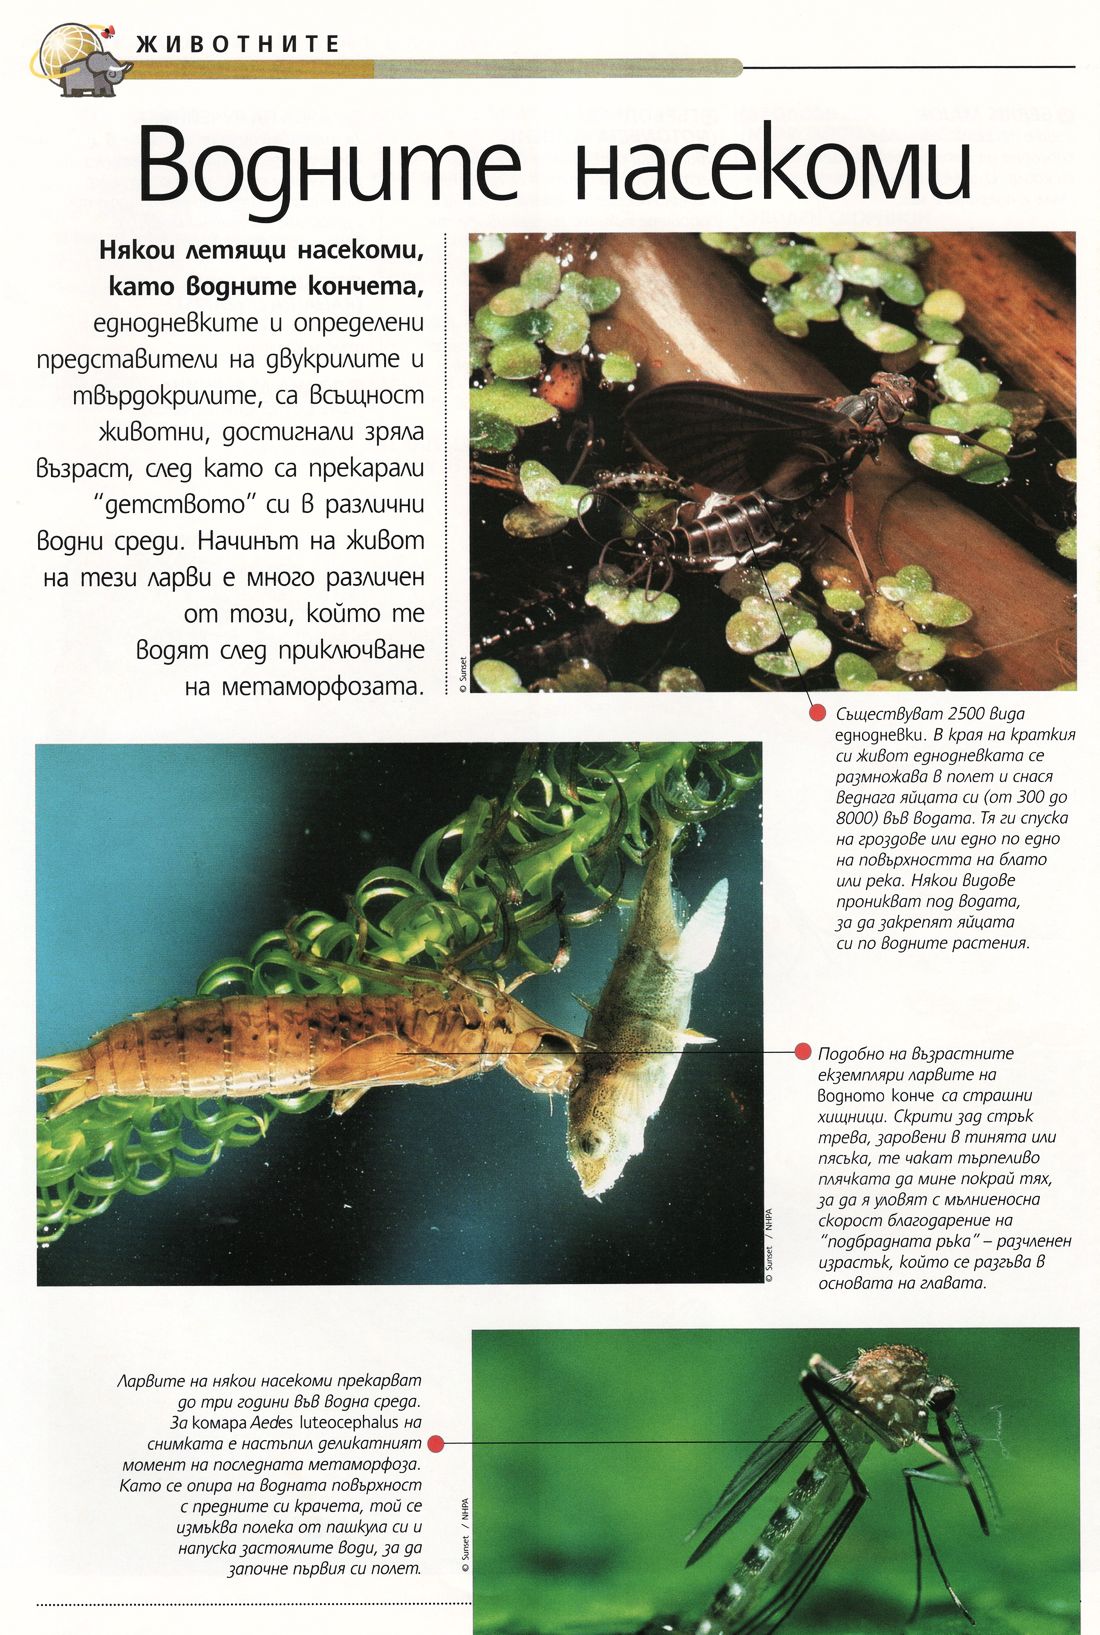 ЖИВОТНИТЕ
Водните насекоми
Някои летящи насекоми,
като водните кончета,
еднодневките и определени
представители на двукрилите и
твърдокрилите, са всъщност
животни, достигнали зряла
възраст, след като са прекарали
“детството” си в различни
водни среди. Начинът на живот
на тези ларви е много различен
от този, който те
водят след приключване
на метаморфозата.
© Sunset
Съществуват 2500 вида
еднодневки. В края на краткия
си живот еднодневката се
размножава в полет и снася
веднага яйцата си (от 300 до
8000) във водата. Тя ги спуска
на гроздове или едно по едно
на повърхността на блато
или река. Някои видове
проникват под водата,
за да закрепят яйцата
си по водните растения.
Подобно на възрастните
екземпляри ларвите на
водното конче са страшни
хищници. Скрити зад стрък
трева, заровени в тинята или
пясъка, те чакат търпеливо
плячката да мине покрай тях,
за да я уловят с мълниеносна
скорост благодарение на
“подбрадната ръка” – разчленен
израстък, който се разгъва в
основата на главата.
© Sunset / NHPA
Ларвите на някои насекоми прекарват
до три години във водна среда.
За комара Aedes luteocephalus на
снимката е настъпил деликатният
момент на последната метаморфоза.
Като се опира на водната повърхност
с предните си крачета, той се
измъква полека от пашкула си и
напуска застоялите води, за да
започне първия си полет.
© Sunset / NHPA